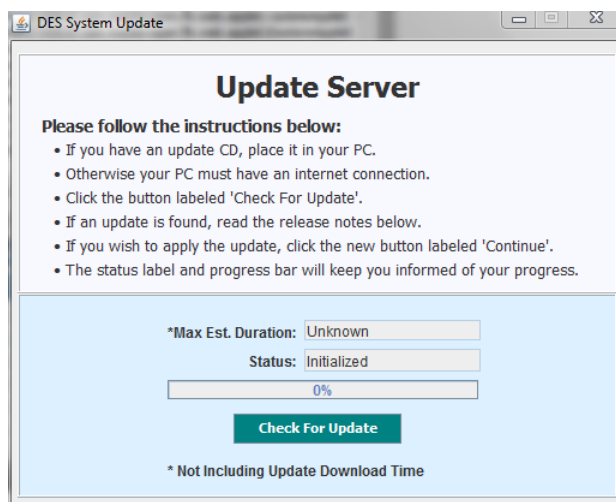 DES System Update
Update Server
Please follow the instructions below:
• If you have an update CD, place it in your PC.
• Otherwise your PC must have an internet connection.
• Click the button labeled 'Check For Update'.
• If an update is found, read the release notes below.
• If you wish to apply the update, click the new button labeled 'Continue'.
• The status label and progress bar will keep you informed of your progress.
*Max Est. Duration: Unknown
Status: Initialized
0%
Check For Update
* Not Including Update Download Time